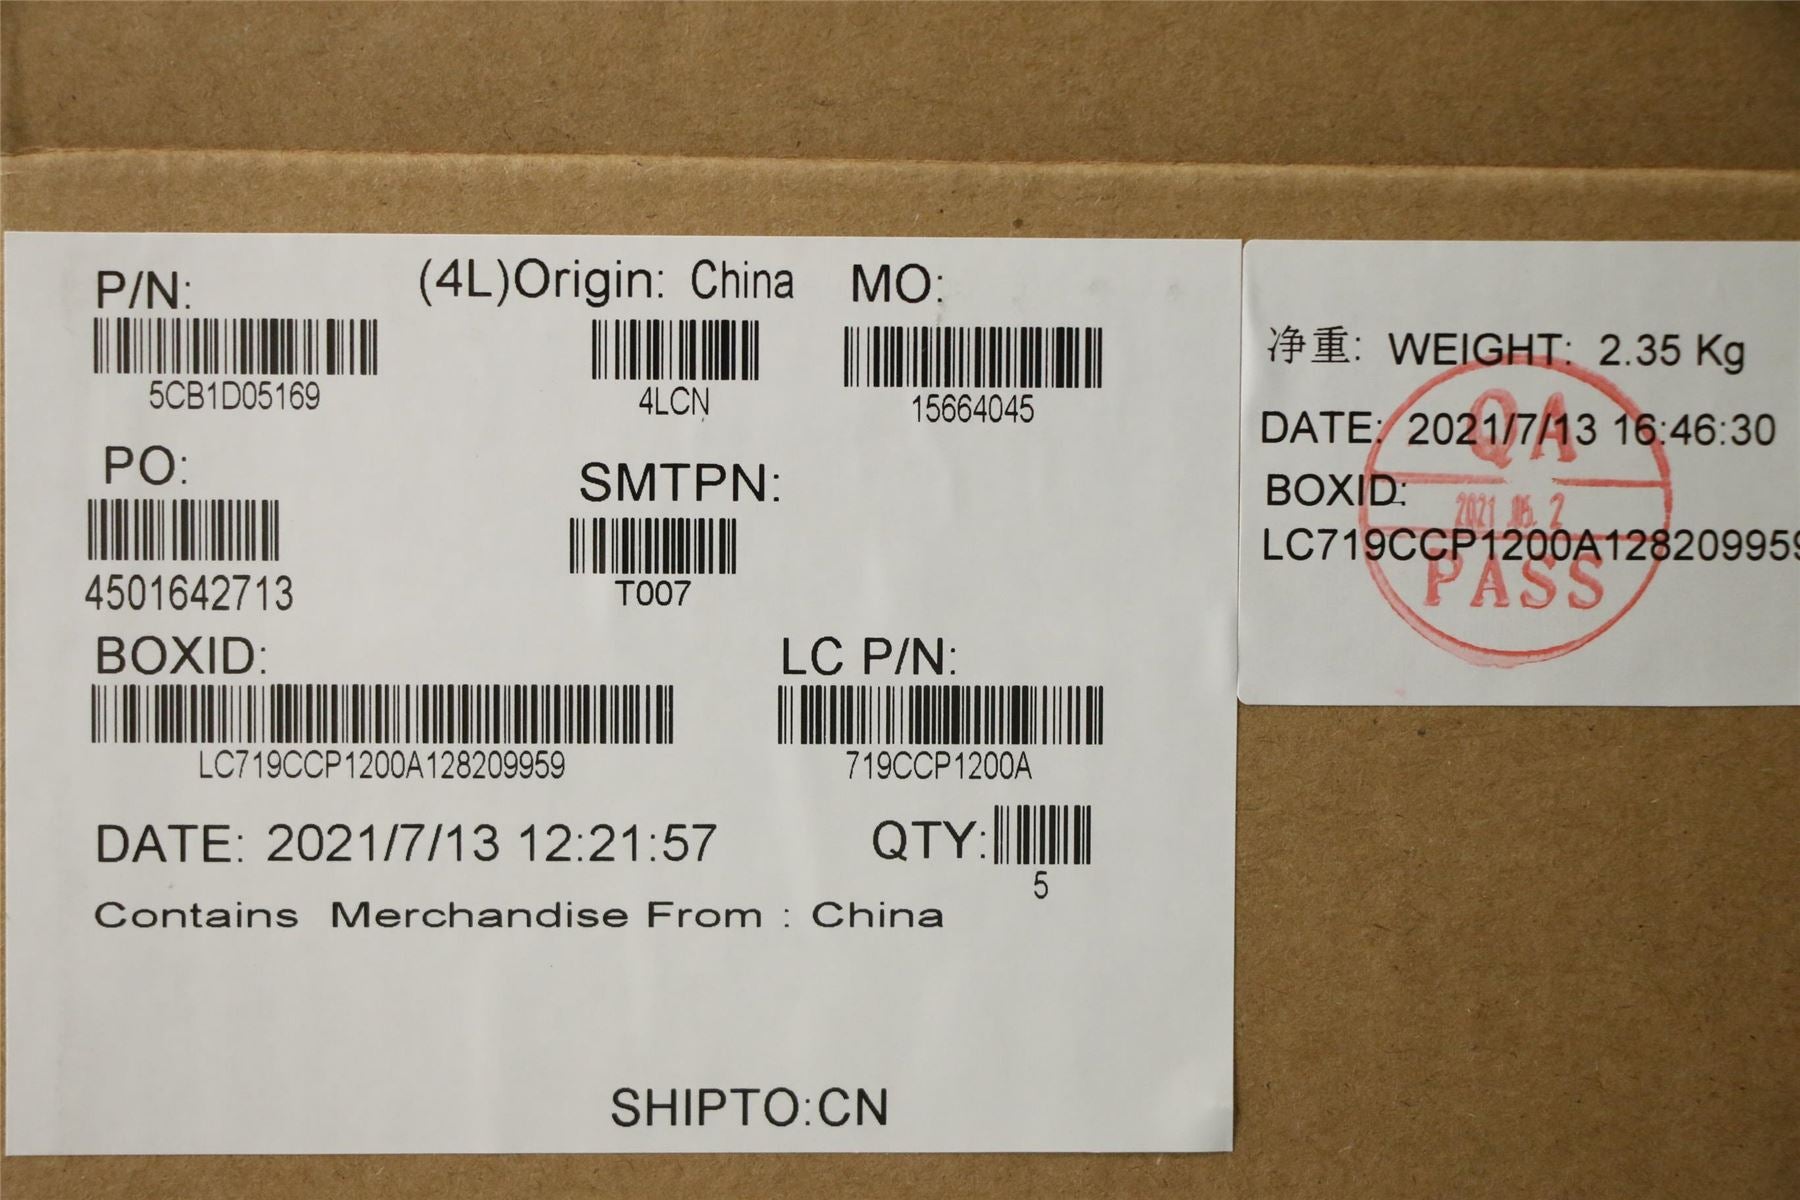 P/N:
(4L)Origin: China
MO:
5CB1D05169
4LCN
15664045
PO:
SMTPN:
4501642713
T007
BOXID:
LC P/N:
LC719CCP1200A128209959
719CCP1200A
DATE: 2021/7/13 12:21:57
QTY:
5
Contains Merchandise From : China
SHIPTO:CN
净重: WEIGHT: 2.35 Kg
DATE: 2021/7/13 16:46:30
BOXID:
LC719CCP1200A128209959
QA
PASS